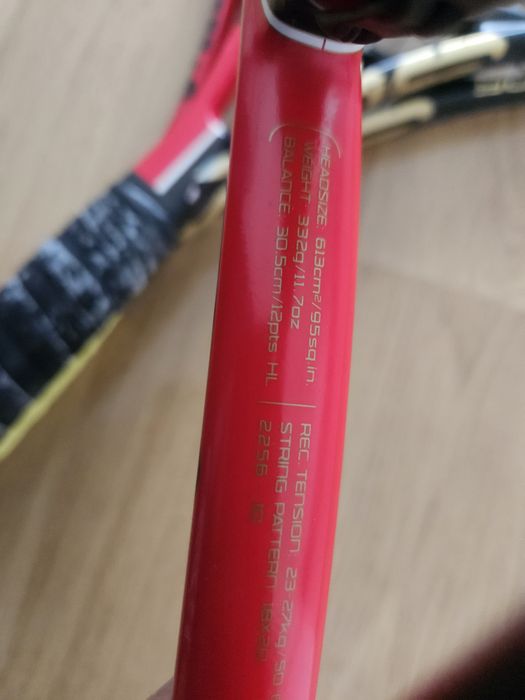 HEADSIZE: 613cm²/95sq.in.
WEIGHT: 332g/11.7oz
BALANCE: 30.5cm/12pts HL
REC. TENSION: 23-27kg/50
STRING PATTERN: 18x20
2256